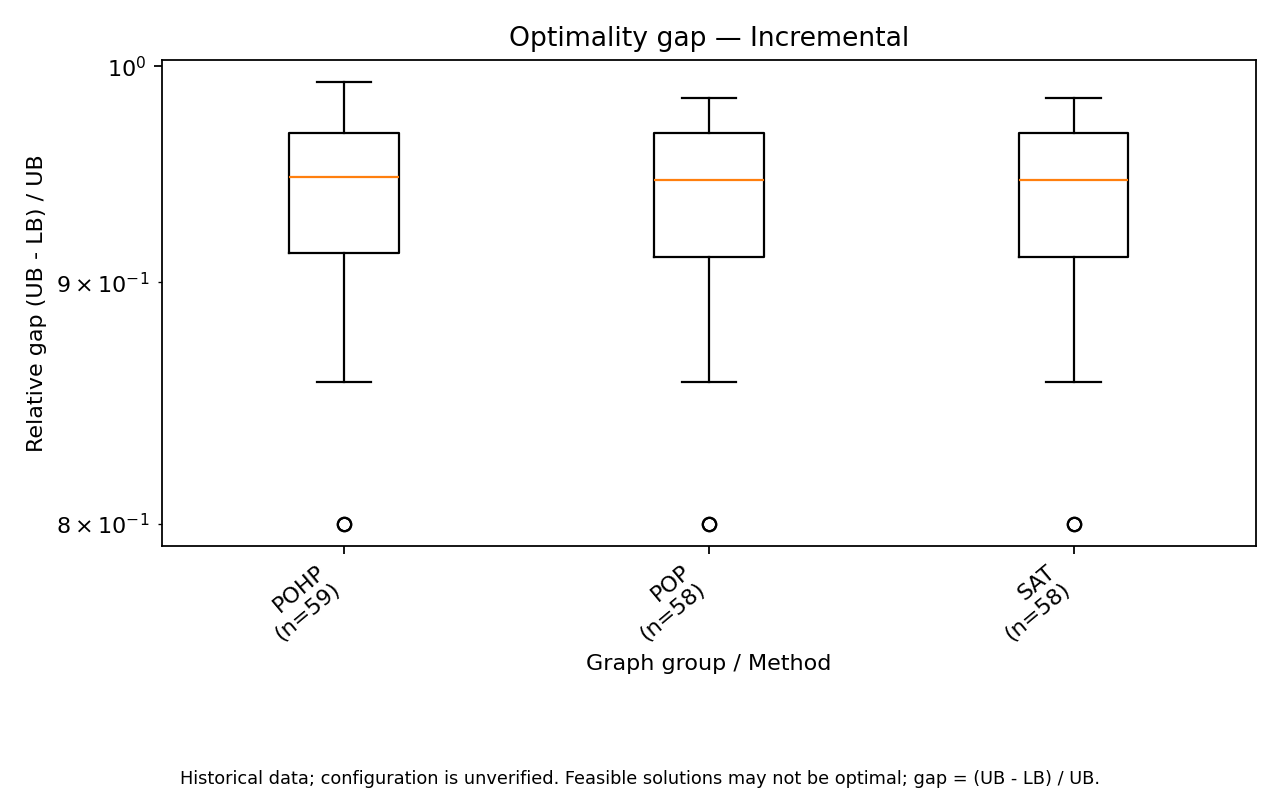 Optimality gap — Incremental
Relative gap (UB - LB) / UB
10⁰
9 × 10⁻¹
8 × 10⁻¹
POHP
(n=59)
POP
(n=58)
SAT
(n=58)
Graph group / Method
Historical data; configuration is unverified. Feasible solutions may not be optimal; gap = (UB - LB) / UB.